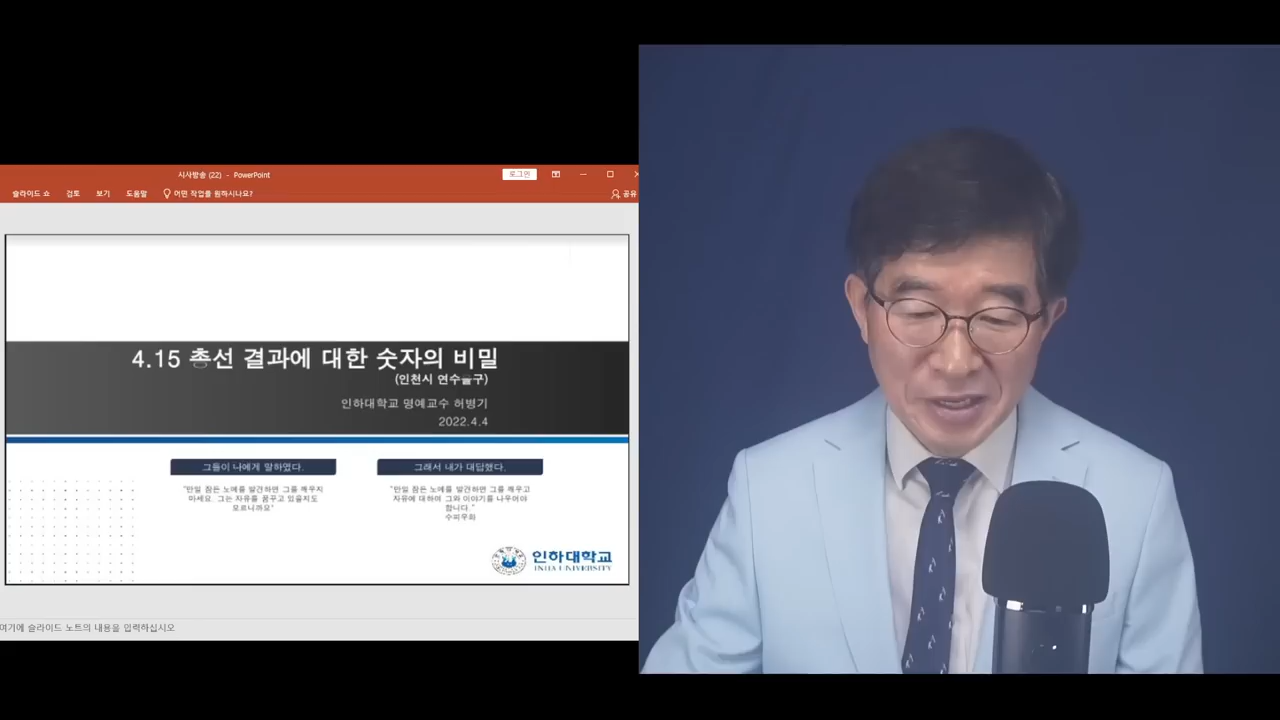 시사방송 (22) - PowerPoint
로그인
슬라이드 쇼 검토 보기 도움말 어떤 작업을 원하시나요? 공유
4.15 총선 결과에 대한 숫자의 비밀
(인천시 연수을구)
인하대학교 명예교수 허병기
2022.4.4
그들이 나에게 말하였다.
"만일 잠든 노예를 발견하면 그를 깨우지
마세요. 그는 자유를 꿈꾸고 있을지도
모르니까요"
그래서 내가 대답했다.
"만일 잠든 노예를 발견하면 그를 깨우고
자유에 대하여 그와 이야기를 나누어야
합니다."
인하대학교
INHA UNIVERSITY
여기에 슬라이드 노트의 내용을 입력하십시오